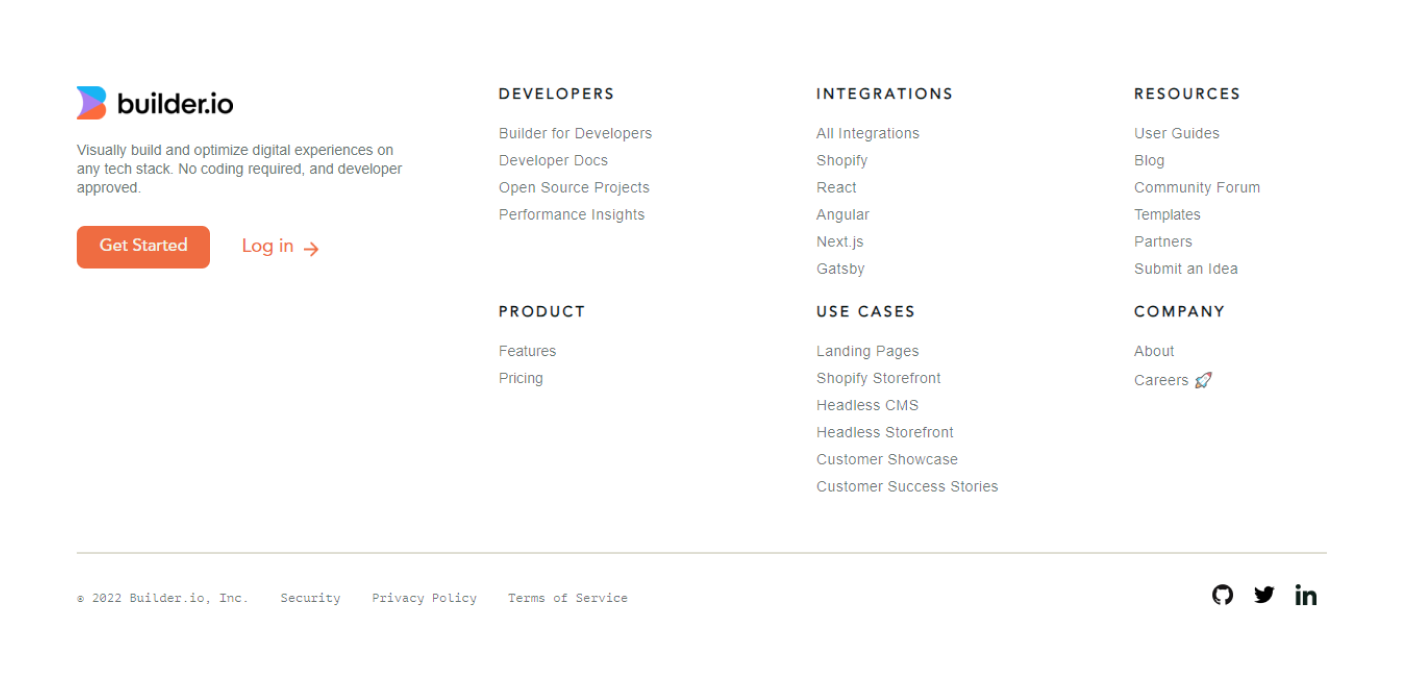 builder.io
Visually build and optimize digital experiences on
any tech stack. No coding required, and developer
approved.
Get Started
Log in →
DEVELOPERS
Builder for Developers
Developer Docs
Open Source Projects
Performance Insights
INTEGRATIONS
All Integrations
Shopify
React
Angular
Next.js
Gatsby
RESOURCES
User Guides
Blog
Community Forum
Templates
Partners
Submit an Idea
PRODUCT
Features
Pricing
USE CASES
Landing Pages
Shopify Storefront
Headless CMS
Headless Storefront
Customer Showcase
Customer Success Stories
COMPANY
About
Careers 🚀
© 2022 Builder.io, Inc. Security Privacy Policy Terms of Service
in